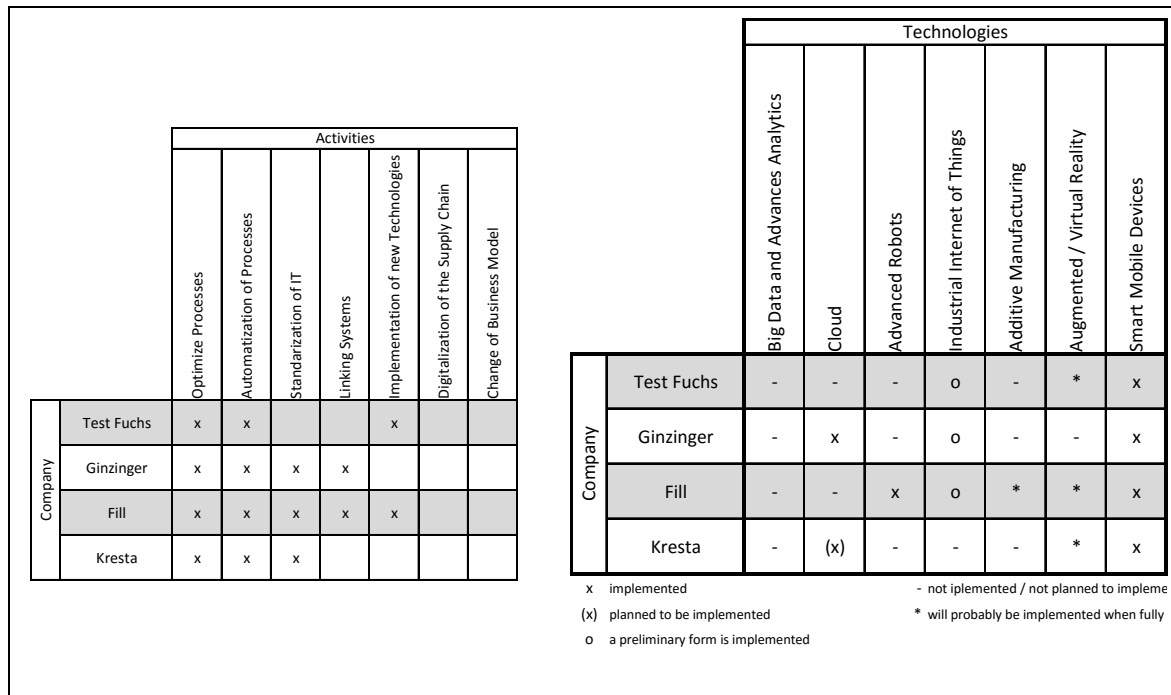 Activities
Optimize Processes
Automatization of Processes
Standarization of IT
Linking Systems
Implementation of new Technologies
Digitalization of the Supply Chain
Change of Business Model
Company
Test Fuchs x x x
Ginzinger x x x x
Fill x x x x x
Kresta x x x
Technologies
Big Data and Advances Analytics
Cloud
Advanced Robots
Industrial Internet of Things
Additive Manufacturing
Augmented / Virtual Reality
Smart Mobile Devices
Company
Test Fuchs - - - o - * x
Ginzinger - x - o - - x
Fill - - x o * * x
Kresta - (x) - - - * x
x implemented - not iplemented / not planned to impleme
(x) planned to be implemented * will probably be implemented when fully
o a preliminary form is implemented